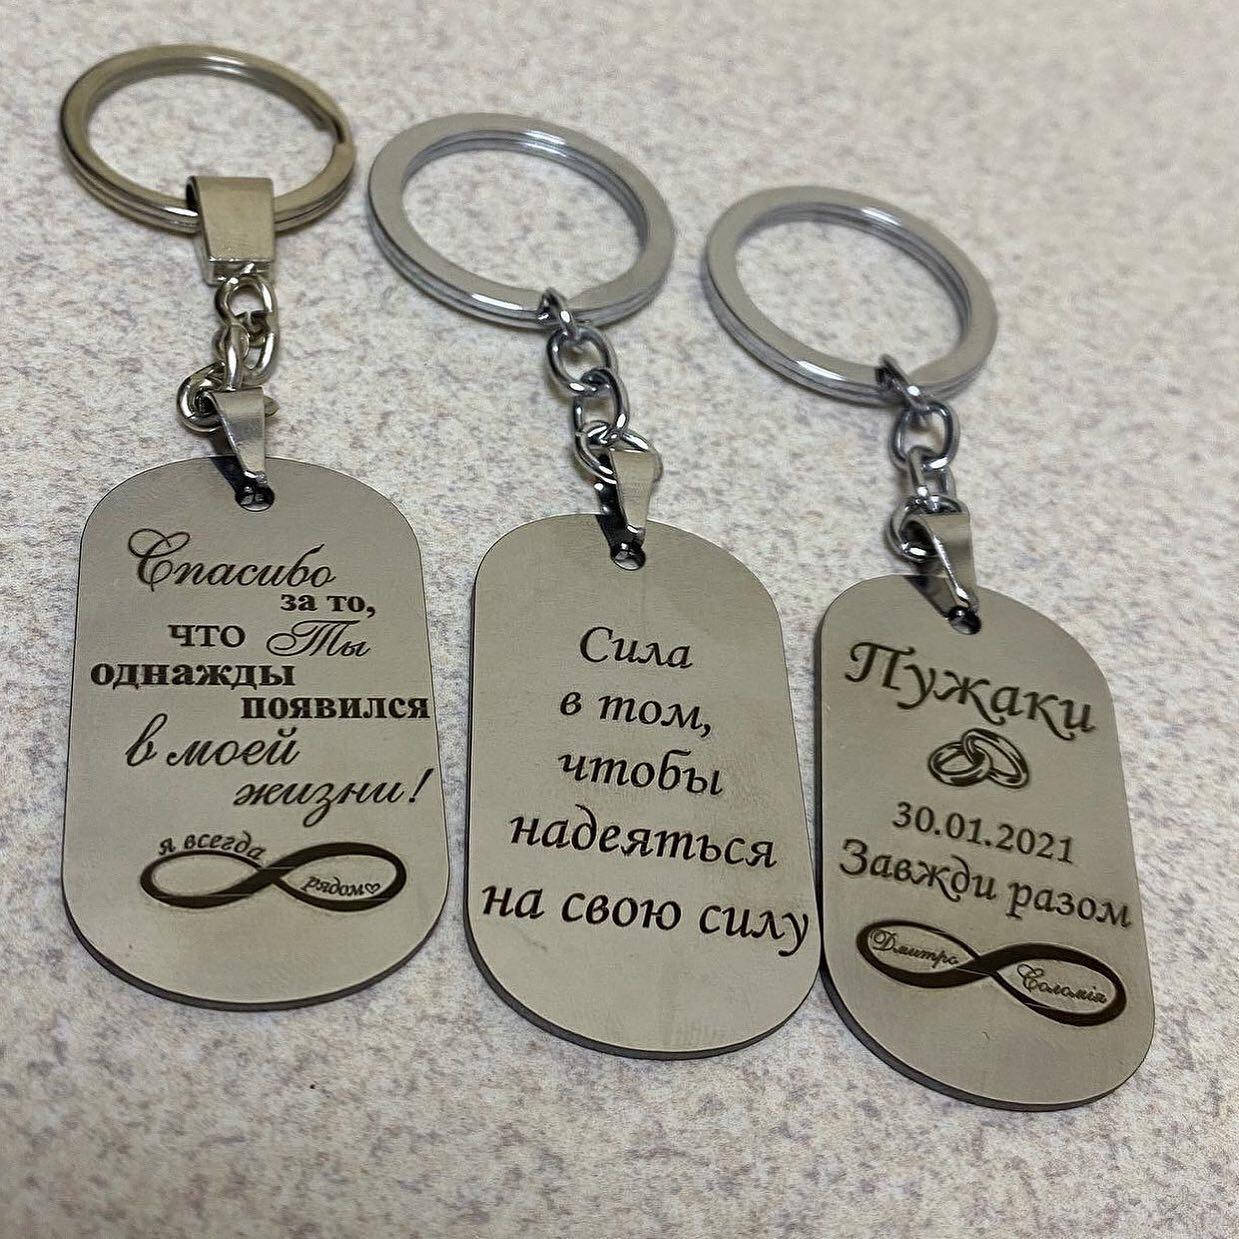 Спасибо
за то,
что Ты
однажды
появился
в моей
жизни!
я всегда
рядом♡
Сила
в том,
чтобы
надеяться
на свою силу
Пужаки
30.01.2021
Завжди разом
Дмитро
Соломія